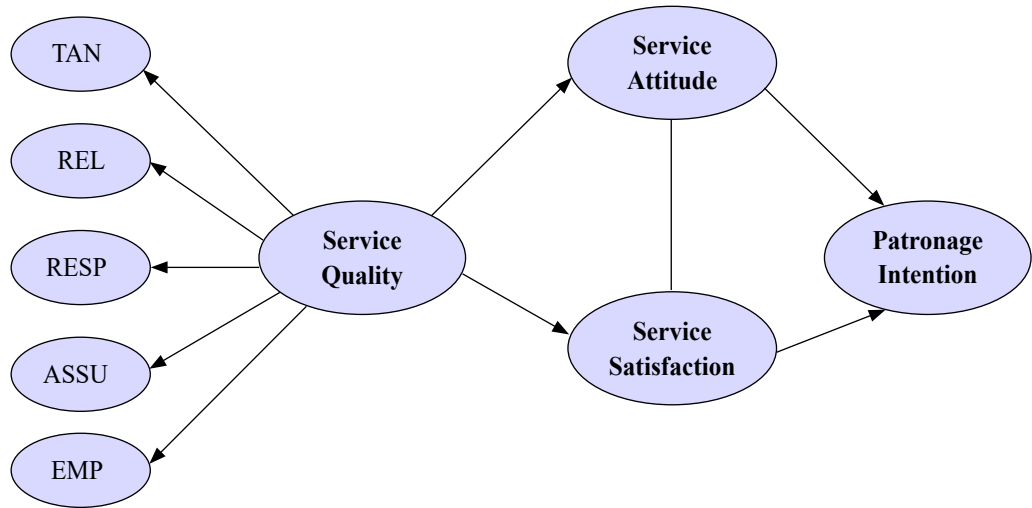 TAN
REL
RESP
ASSU
EMP
Service
Quality
Service
Attitude
Service
Satisfaction
Patronage
Intention